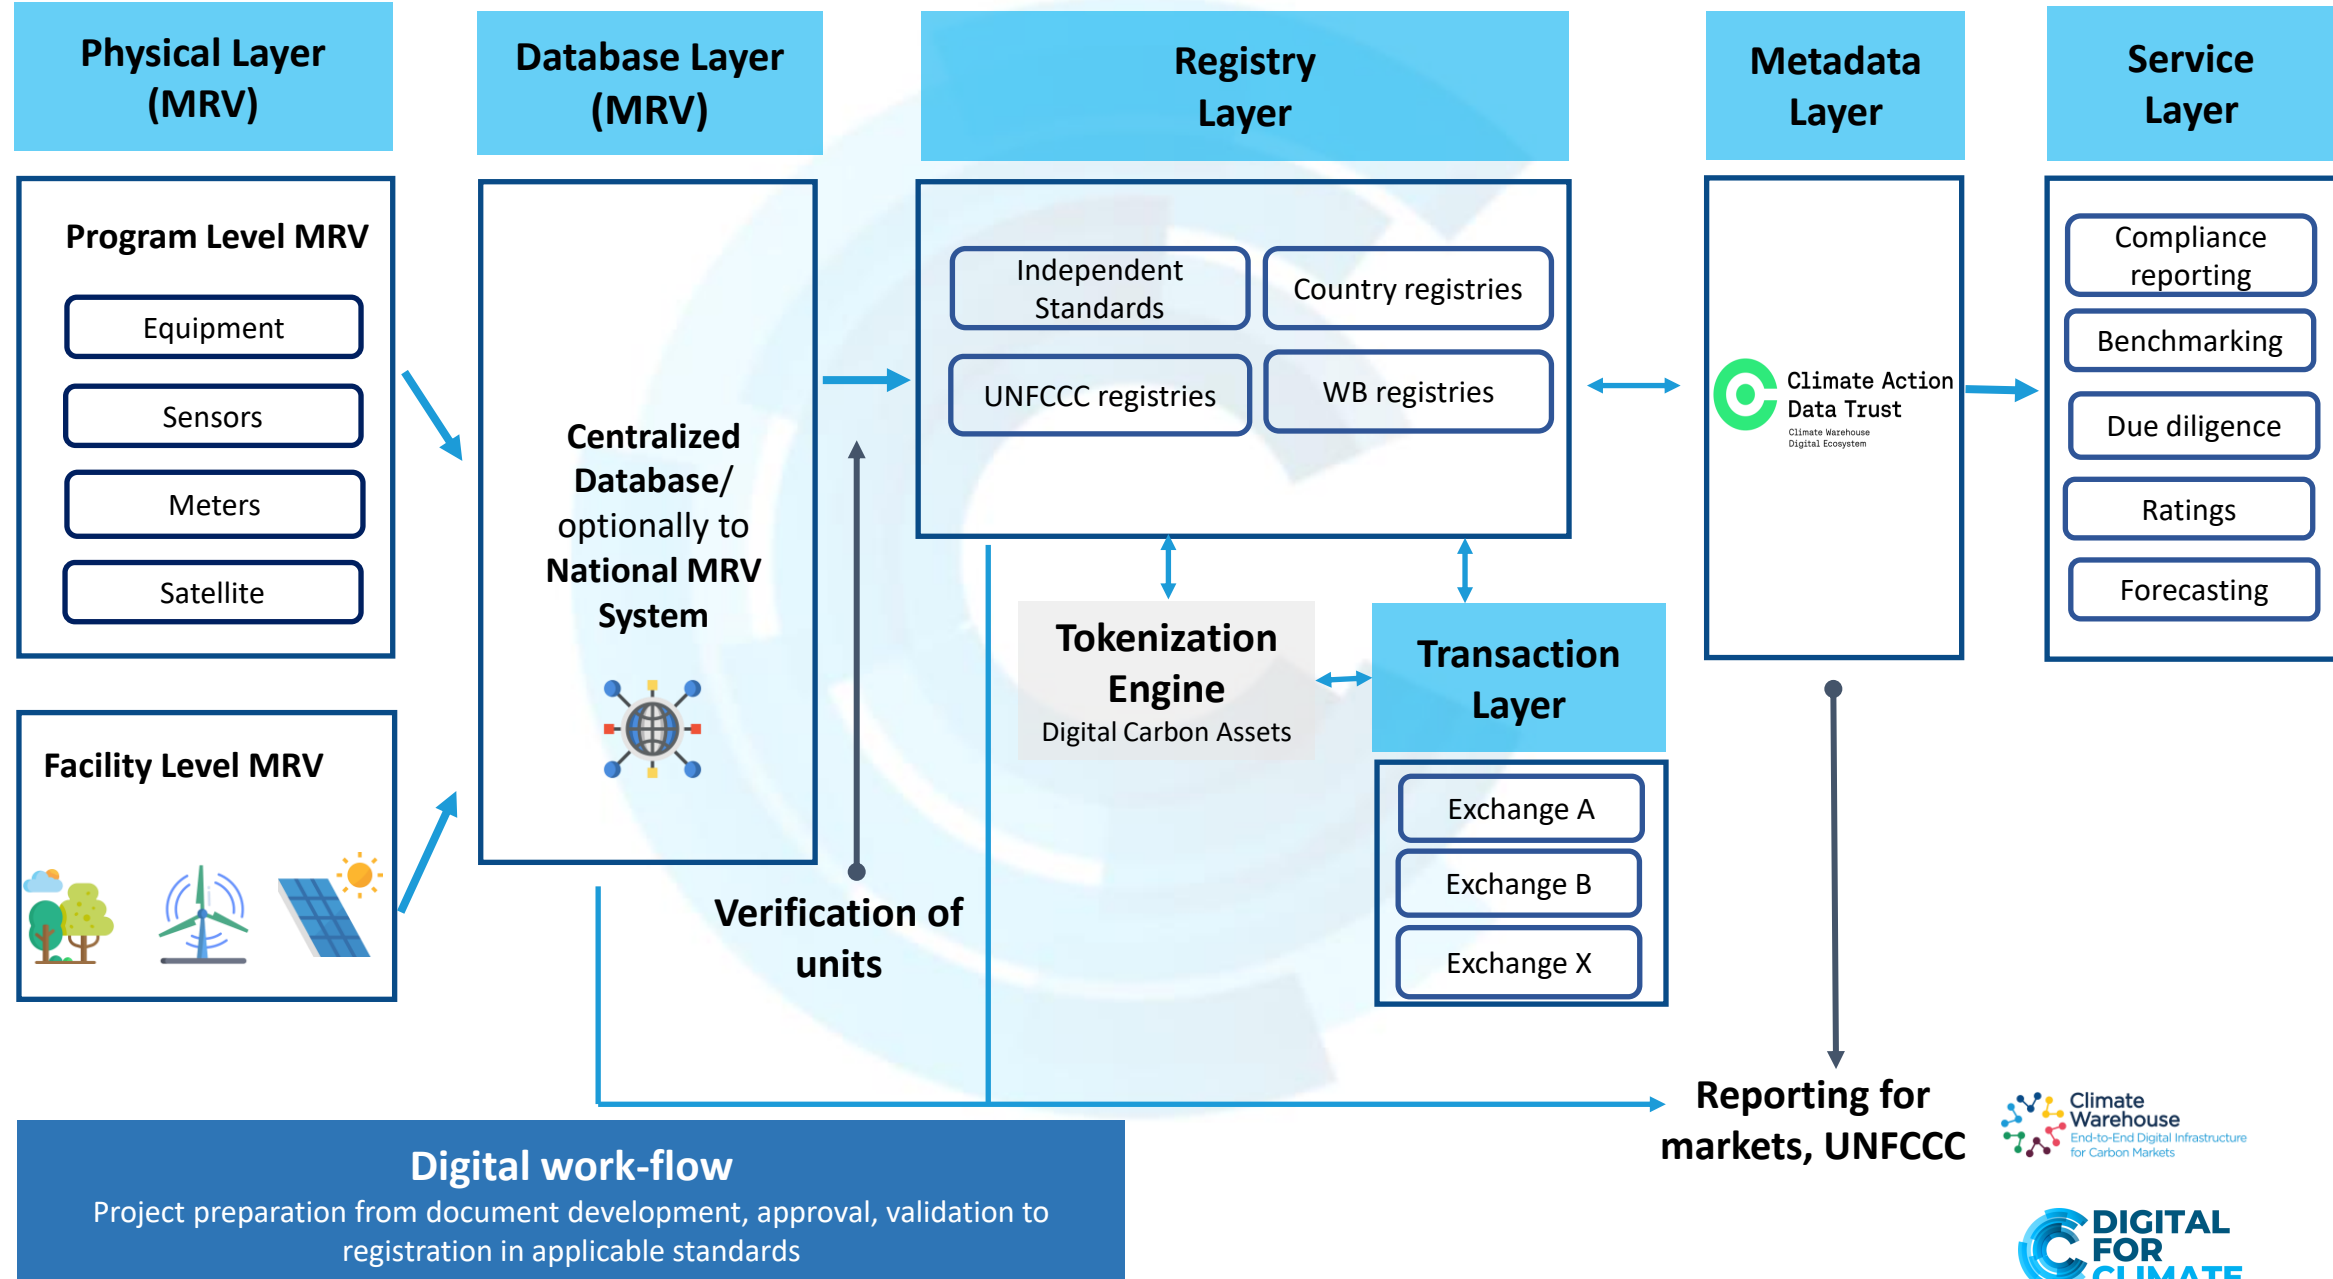 Physical Layer
(MRV)
Database Layer
(MRV)
Registry
Layer
Metadata
Layer
Service
Layer
Program Level MRV
Equipment
Sensors
Meters
Satellite
Facility Level MRV
Centralized
Database/
optionally to
National MRV
System
Verification of
units
Independent
Standards
Country registries
UNFCCC registries
WB registries
Tokenization
Engine
Digital Carbon Assets
Transaction
Layer
Exchange A
Exchange B
Exchange X
Climate Action
Data Trust
Climate Warehouse
Digital Ecosystem
Compliance
reporting
Benchmarking
Due diligence
Ratings
Forecasting
Reporting for
markets, UNFCCC
Climate
Warehouse
End-to-End Digital Infrastructure
for Carbon Markets
Digital work-flow
Project preparation from document development, approval, validation to
registration in applicable standards
DIGITAL
FOR
CLIMATE